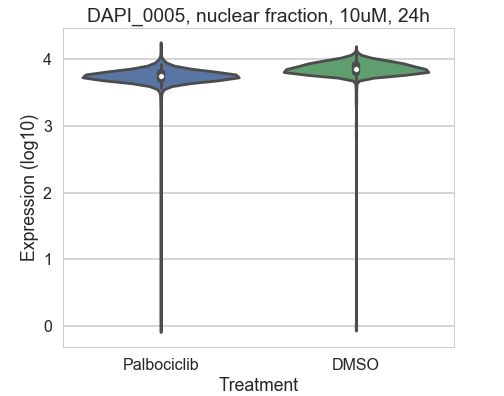 DAPI_0005, nuclear fraction, 10uM, 24h
Expression (log10)
4
3
2
1
0
Palbociclib DMSO
Treatment